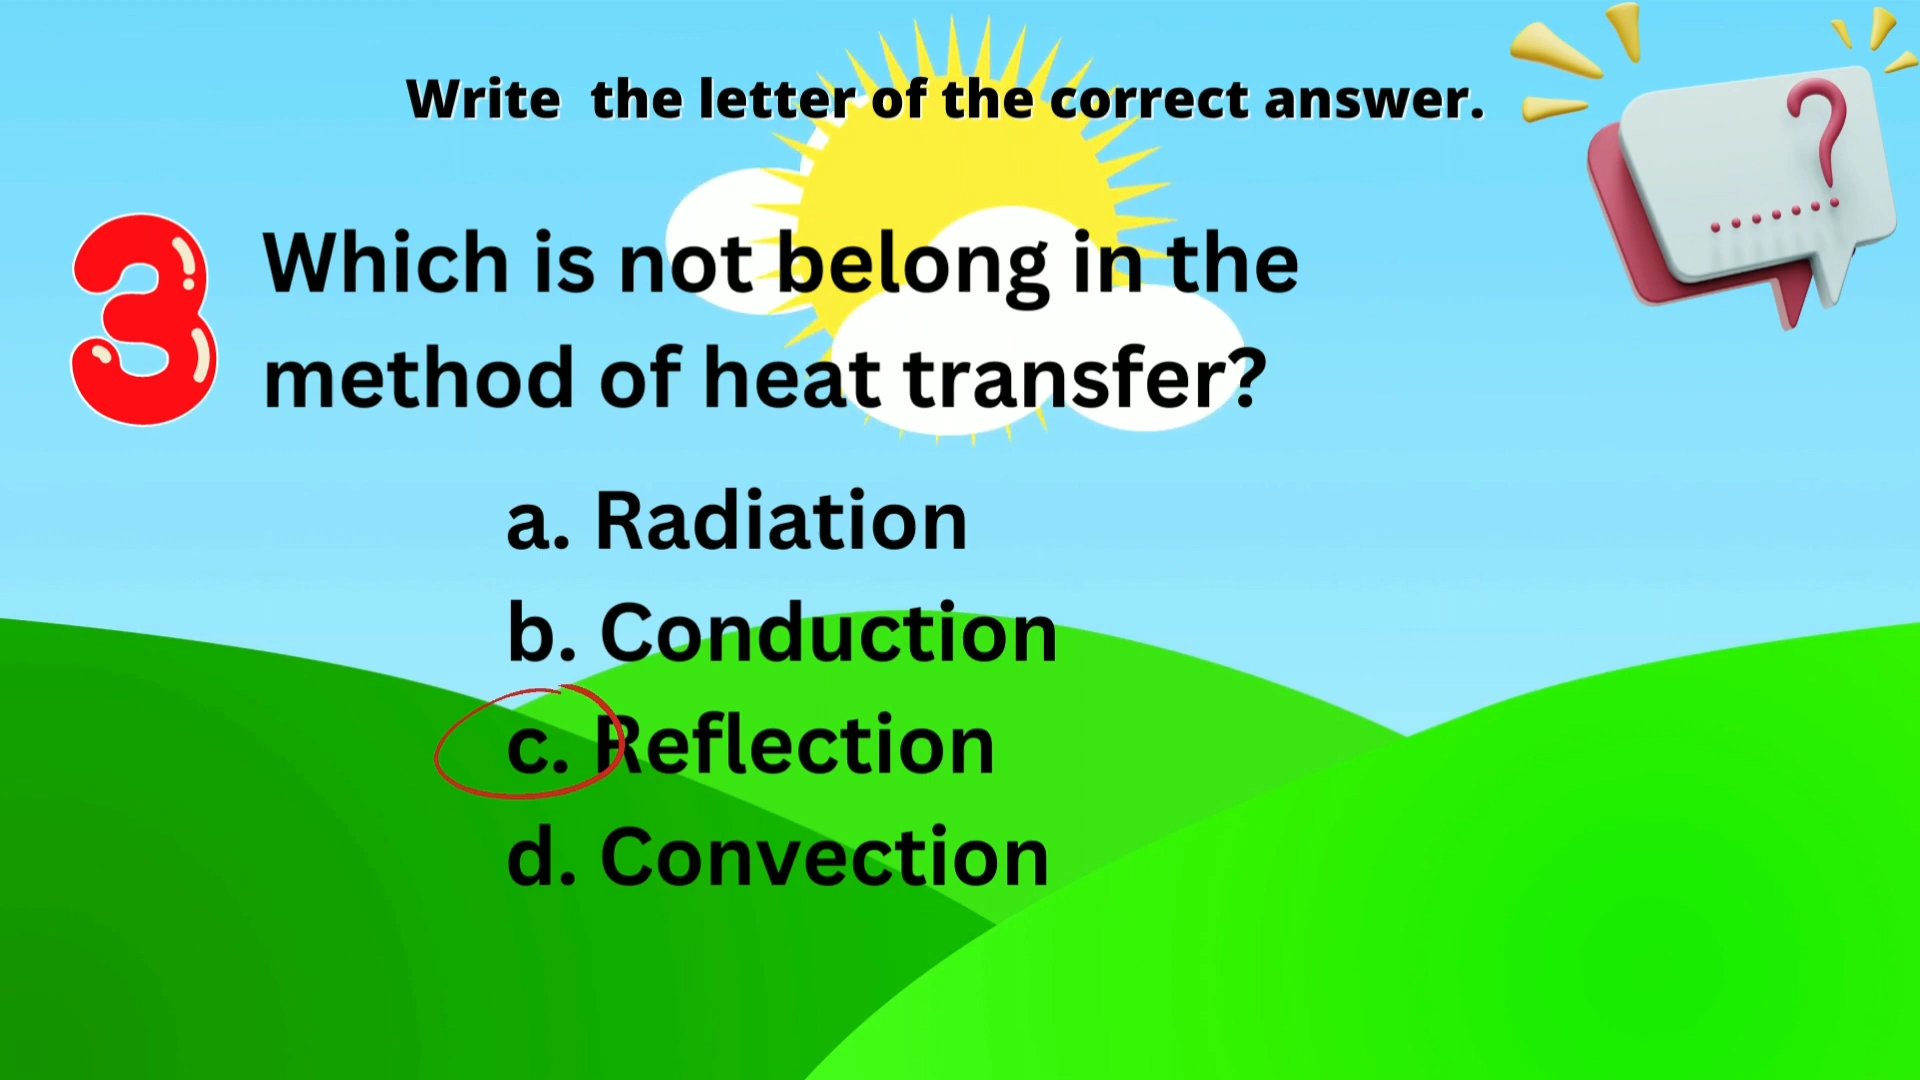 Write the letter of the correct answer.
?
3
Which is not belong in the
method of heat transfer?
a. Radiation
b. Conduction
c. Reflection
d. Convection